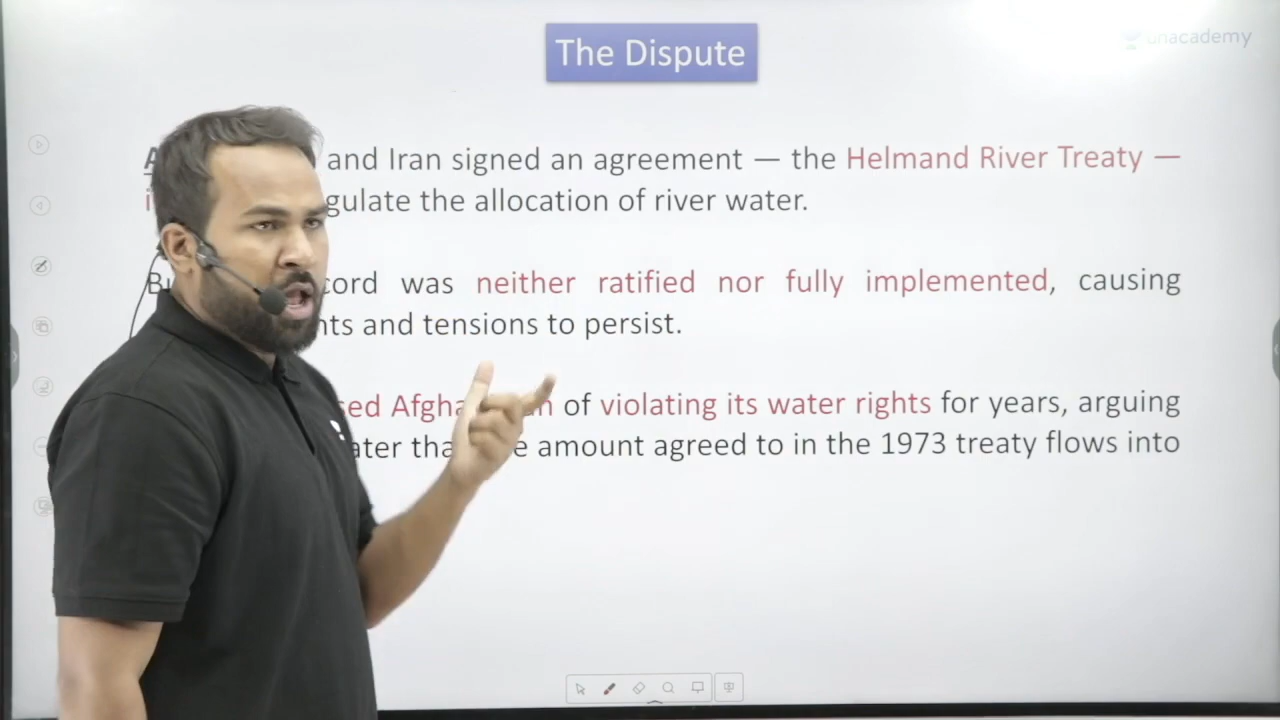 The Dispute
unacademy
and Iran signed an agreement — the Helmand River Treaty —
gulate the allocation of river water.
cord was neither ratified nor fully implemented, causing
nts and tensions to persist.
sed Afgha n of violating its water rights for years, arguing
ater tha e amount agreed to in the 1973 treaty flows into